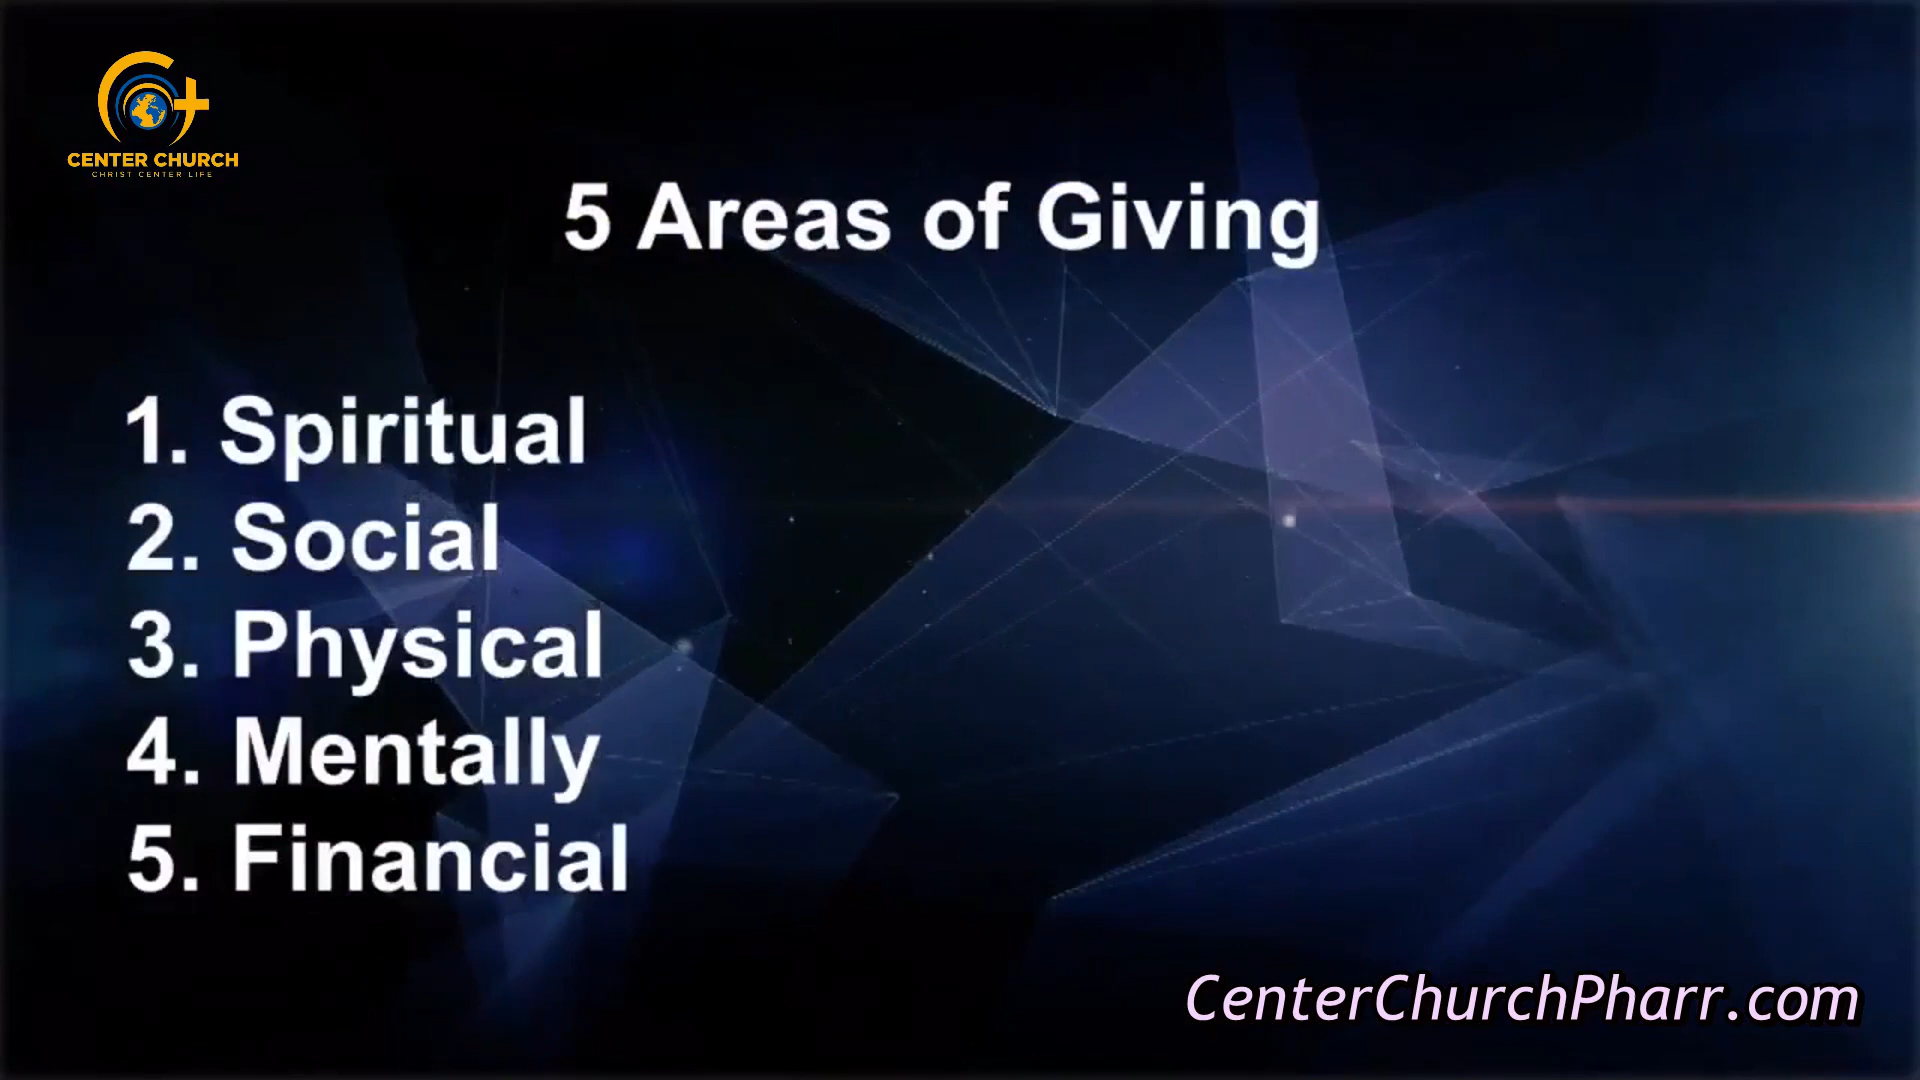 CENTER CHURCH
CHRIST CENTER LIFE
5 Areas of Giving
1. Spiritual
2. Social
3. Physical
4. Mentally
5. Financial
CenterChurchPharr.com